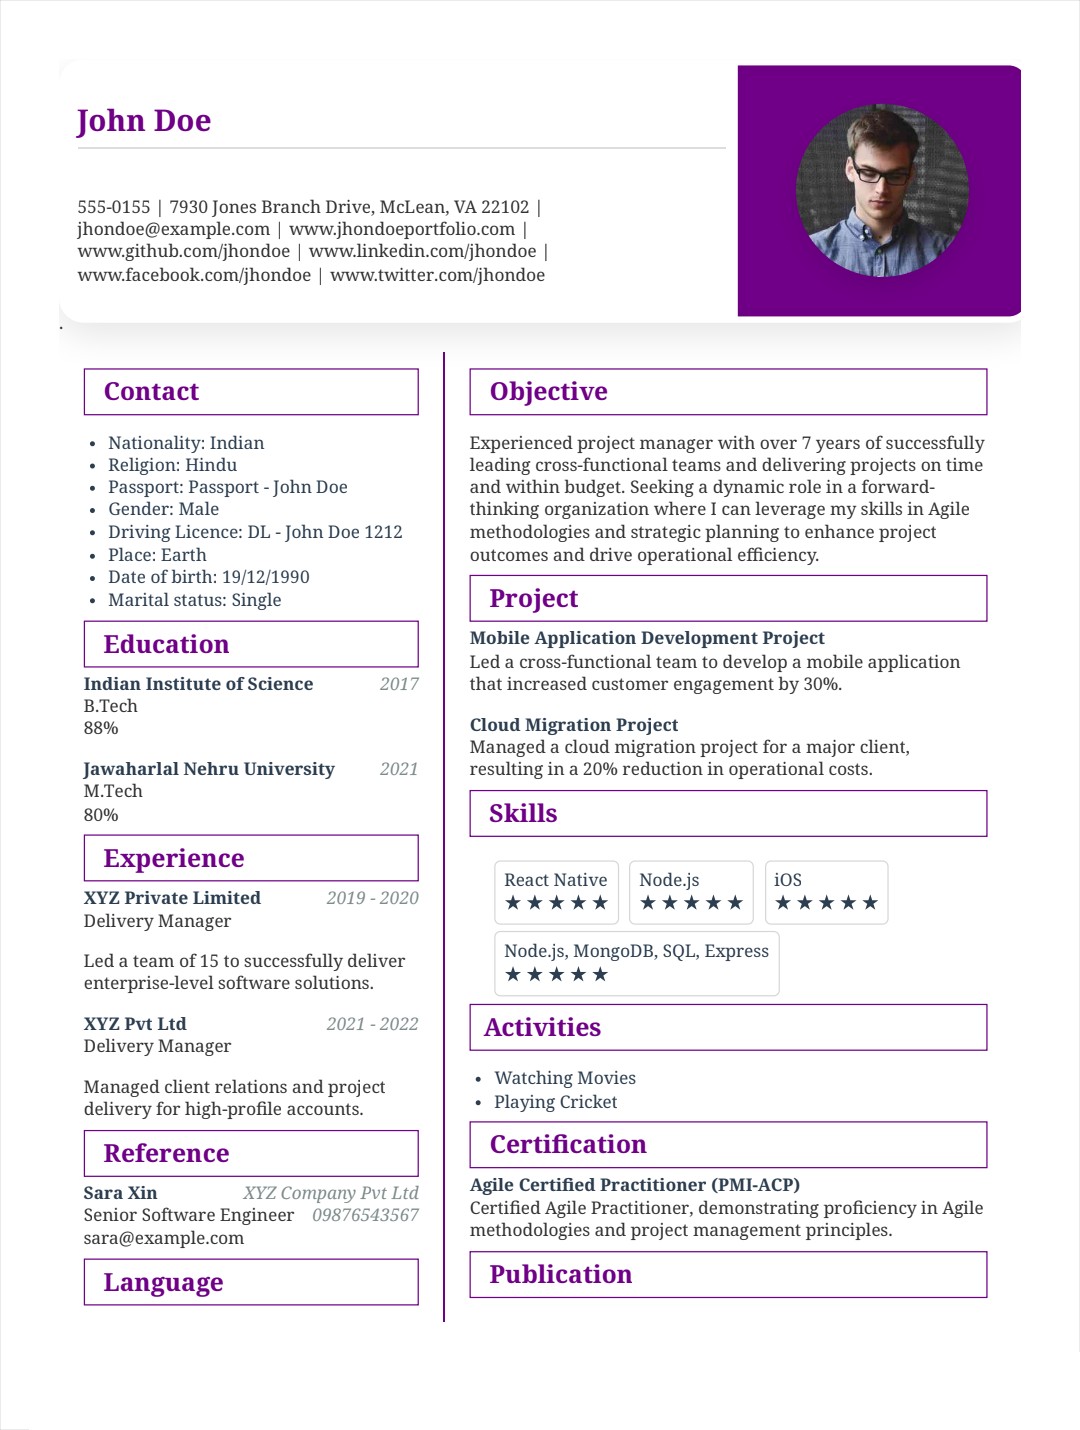 John Doe
555-0155 | 7930 Jones Branch Drive, McLean, VA 22102 |
jhondoe@example.com | www.jhondoeportfolio.com |
www.github.com/jhondoe | www.linkedin.com/jhondoe |
www.facebook.com/jhondoe | www.twitter.com/jhondoe
.
Contact
• Nationality: Indian
• Religion: Hindu
• Passport: Passport - John Doe
• Gender: Male
• Driving Licence: DL - John Doe 1212
• Place: Earth
• Date of birth: 19/12/1990
• Marital status: Single
Education
Indian Institute of Science 2017
B.Tech
88%
Jawaharlal Nehru University 2021
M.Tech
80%
Experience
XYZ Private Limited 2019 - 2020
Delivery Manager
Led a team of 15 to successfully deliver
enterprise-level software solutions.
XYZ Pvt Ltd 2021 - 2022
Delivery Manager
Managed client relations and project
delivery for high-profile accounts.
Reference
Sara Xin XYZ Company Pvt Ltd
Senior Software Engineer 09876543567
sara@example.com
Language
Objective
Experienced project manager with over 7 years of successfully
leading cross-functional teams and delivering projects on time
and within budget. Seeking a dynamic role in a forward-
thinking organization where I can leverage my skills in Agile
methodologies and strategic planning to enhance project
outcomes and drive operational efficiency.
Project
Mobile Application Development Project
Led a cross-functional team to develop a mobile application
that increased customer engagement by 30%.
Cloud Migration Project
Managed a cloud migration project for a major client,
resulting in a 20% reduction in operational costs.
Skills
React Native
★★★★★
Node.js
★★★★★
iOS
★★★★★
Node.js, MongoDB, SQL, Express
★★★★★
Activities
• Watching Movies
• Playing Cricket
Certification
Agile Certified Practitioner (PMI-ACP)
Certified Agile Practitioner, demonstrating proficiency in Agile
methodologies and project management principles.
Publication